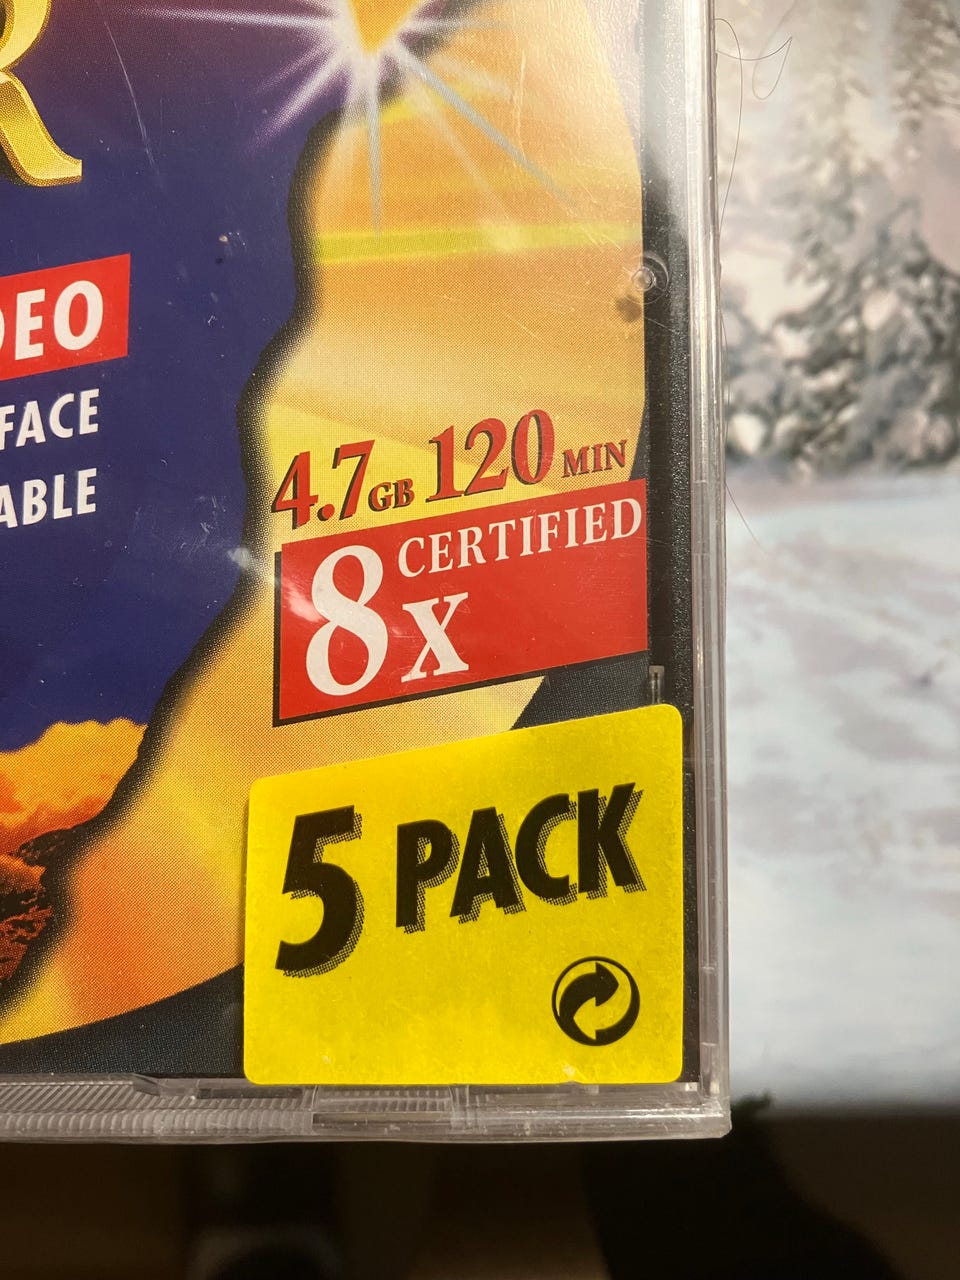 R
DEO
FACE
ABLE
4.7GB 120 MIN
8X CERTIFIED
5 PACK